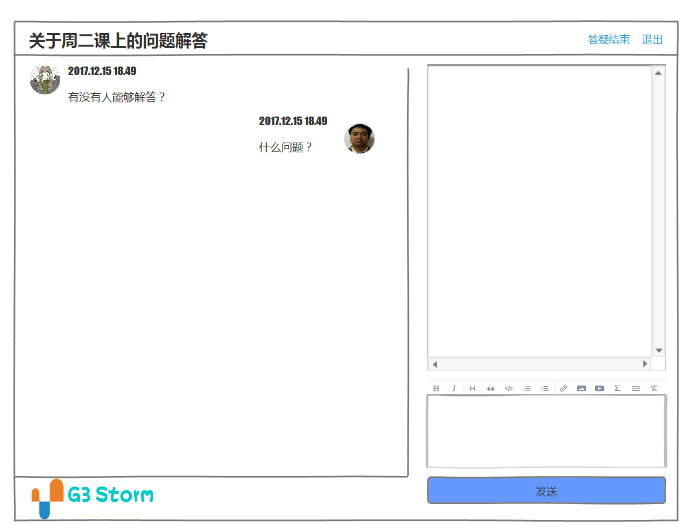 关于周二课上的问题解答
答疑结束 退出
2017.12.15 18.49
有没有人能够解答？
2017.12.15 18.49
什么问题？
B I H 66 </> Σ
G3 Storm
发送